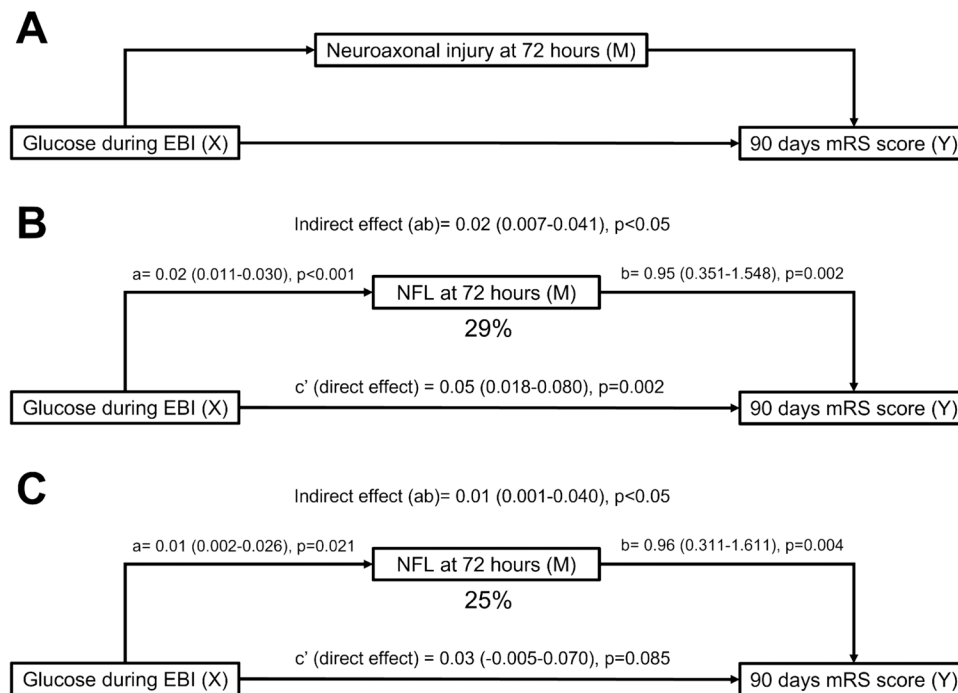 A
Neuroaxonal injury at 72 hours (M)
Glucose during EBI (X)
90 days mRS score (Y)
B
Indirect effect (ab)= 0.02 (0.007-0.041), p<0.05
a= 0.02 (0.011-0.030), p<0.001
b= 0.95 (0.351-1.548), p=0.002
NFL at 72 hours (M)
29%
c' (direct effect) = 0.05 (0.018-0.080), p=0.002
Glucose during EBI (X)
90 days mRS score (Y)
C
Indirect effect (ab)= 0.01 (0.001-0.040), p<0.05
a= 0.01 (0.002-0.026), p=0.021
b= 0.96 (0.311-1.611), p=0.004
NFL at 72 hours (M)
25%
c' (direct effect) = 0.03 (-0.005-0.070), p=0.085
Glucose during EBI (X)
90 days mRS score (Y)